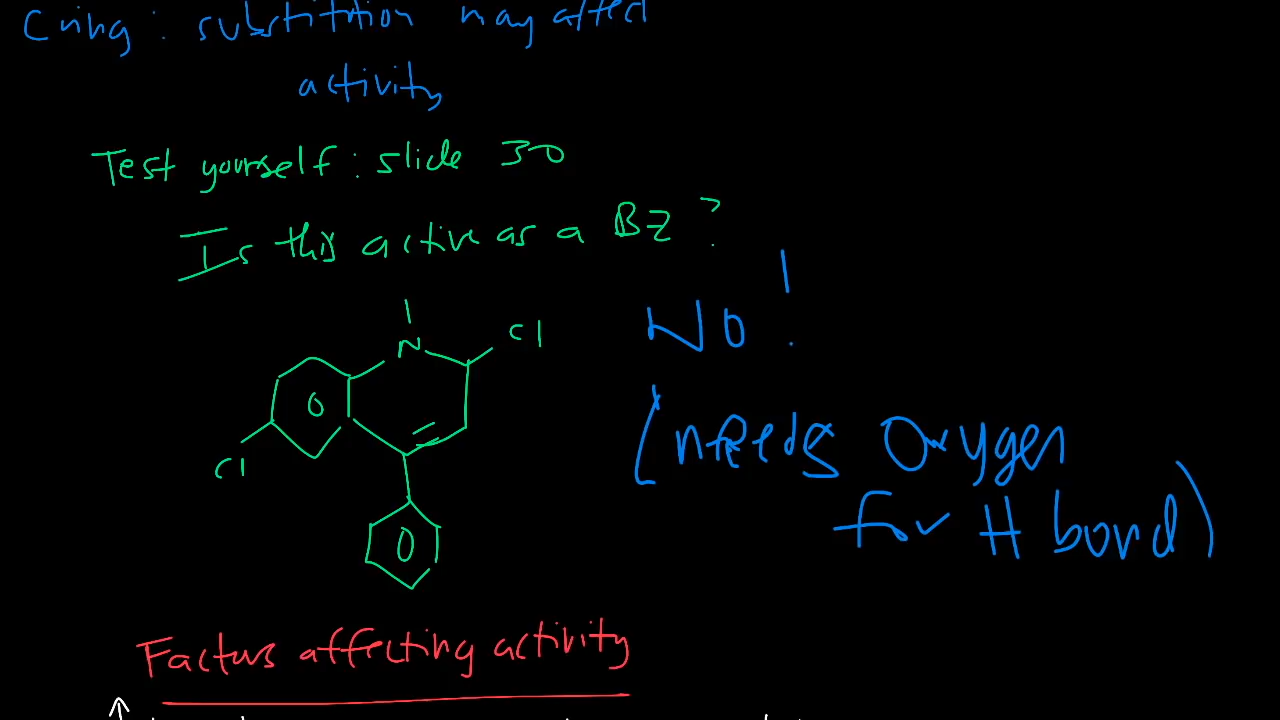 C ring : substitution may affect
activity
Test yourself : slide 30
Is this active as a BZ ?
N
Cl
Cl
No !
(needs Oxygen
for H bond)
Factors affecting activity